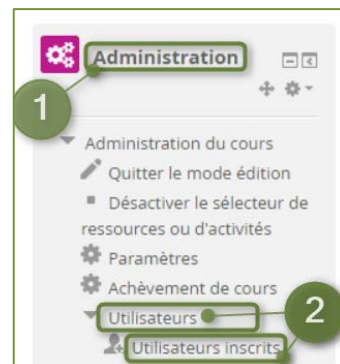 Administration
1
Administration du cours
Quitter le mode édition
Désactiver le sélecteur de
ressources ou d'activités
Paramètres
Achèvement de cours
Utilisateurs
2
Utilisateurs inscrits